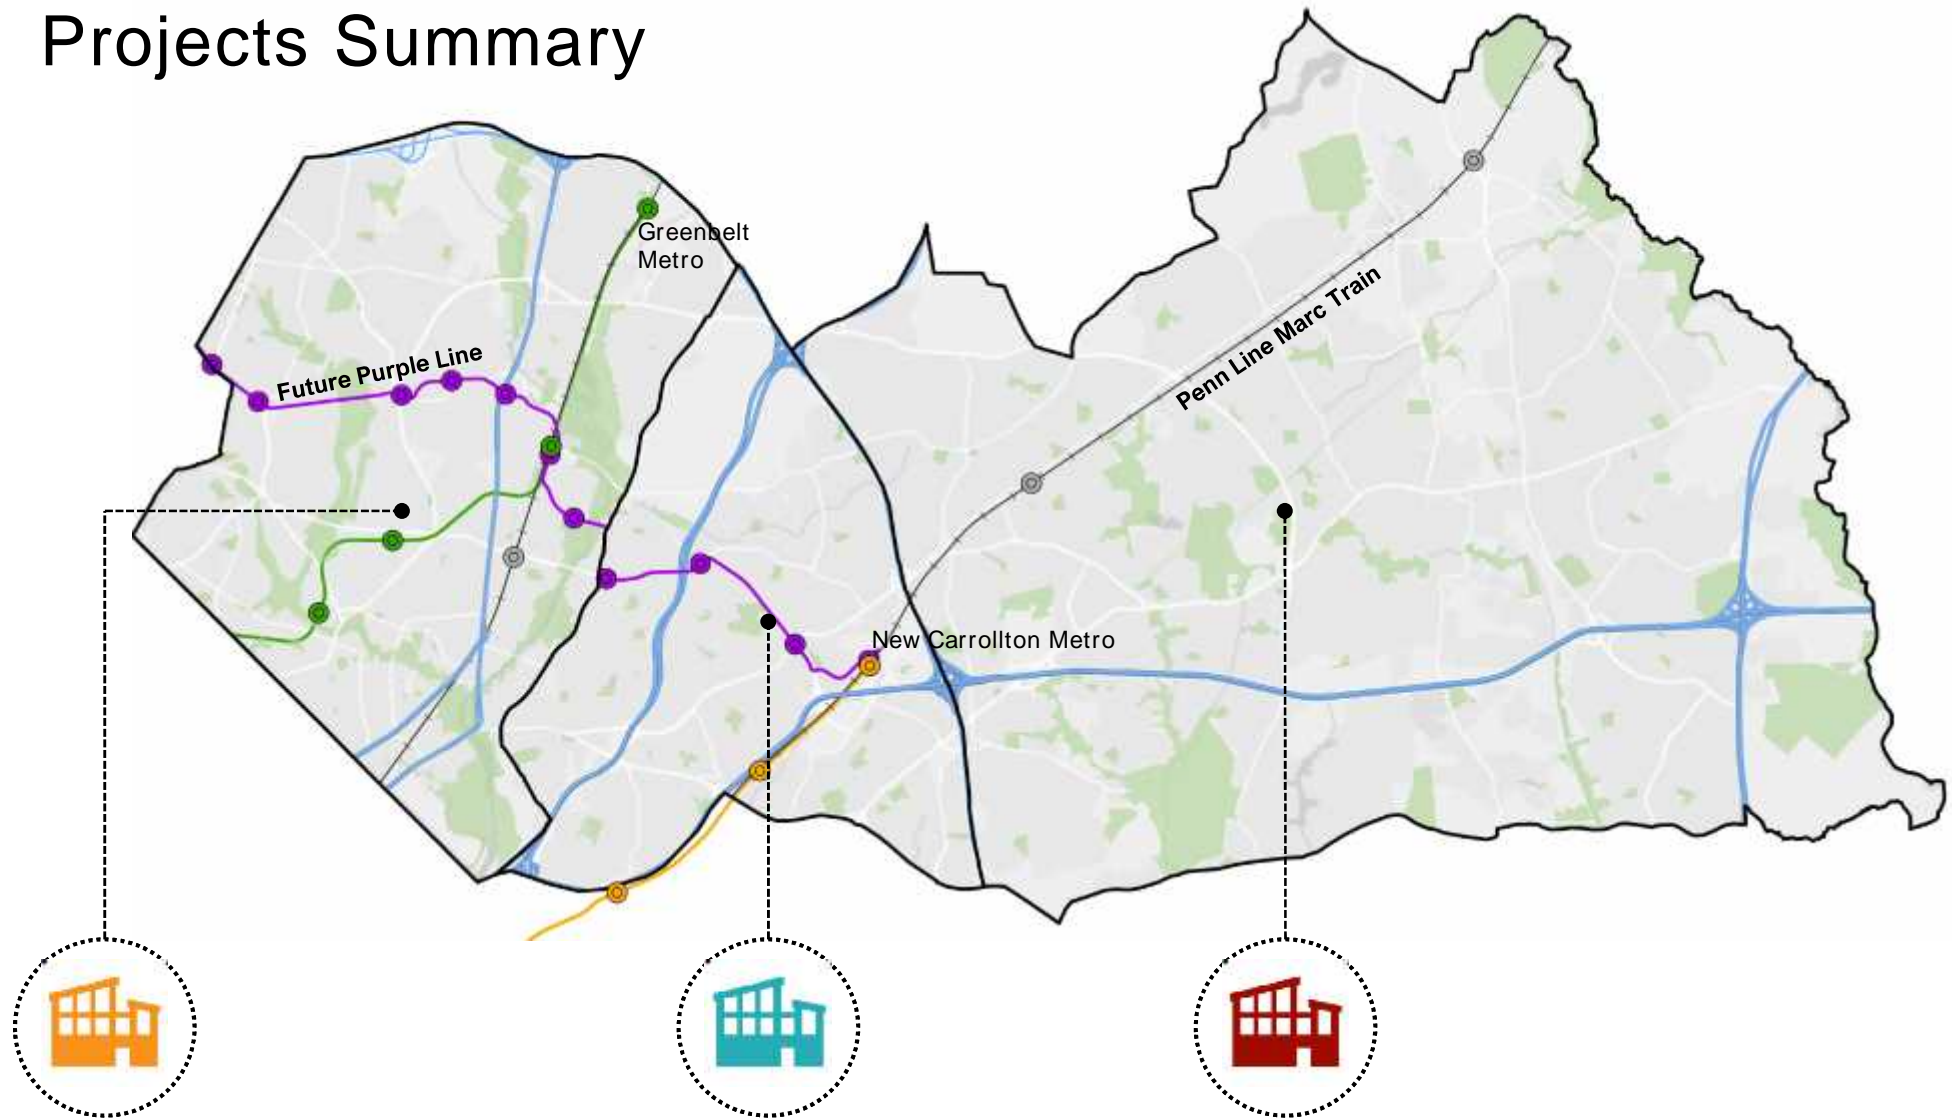 Projects Summary
Greenbelt
Metro
Future Purple Line
Penn Line Marc Train
New Carrollton Metro